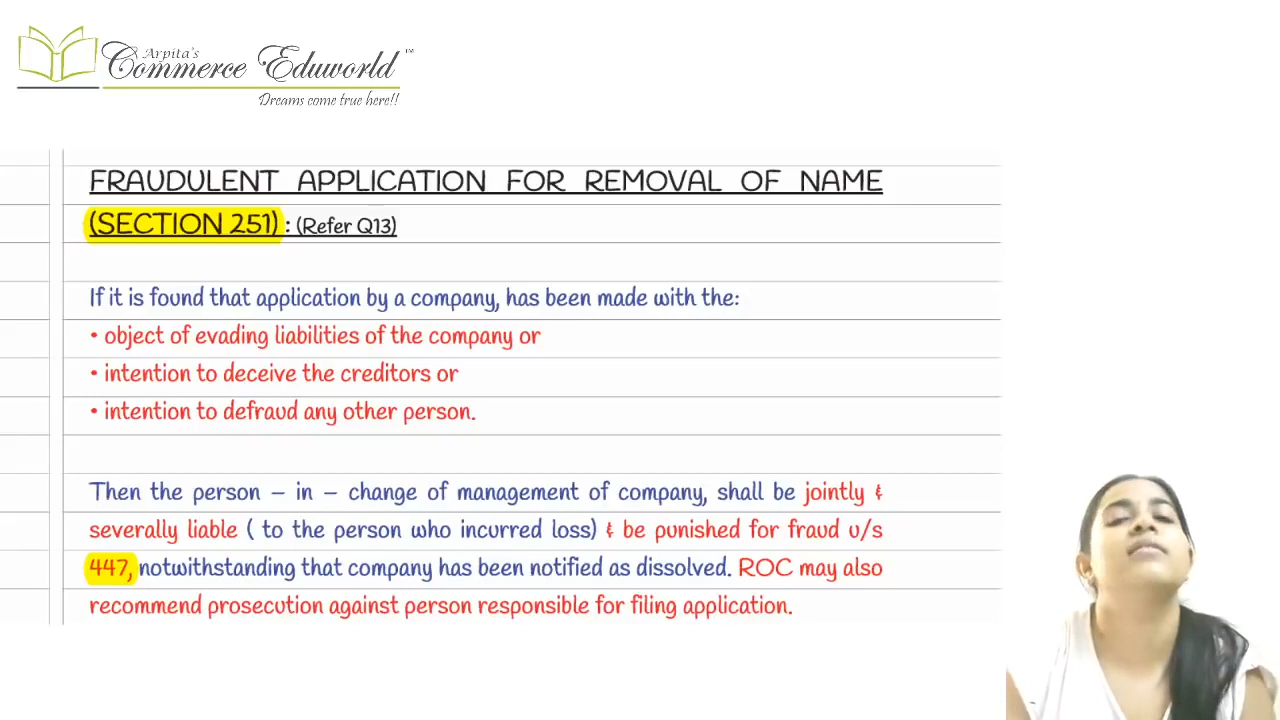 Arpita's
Commerce Eduworld™
Dreams come true here!!
FRAUDULENT APPLICATION FOR REMOVAL OF NAME
(SECTION 251) : (Refer Q13)
If it is found that application by a company, has been made with the:
• object of evading liabilities of the company or
• intention to deceive the creditors or
• intention to defraud any other person.
Then the person – in – change of management of company, shall be jointly &
severally liable ( to the person who incurred loss) & be punished for fraud u/s
447, notwithstanding that company has been notified as dissolved. ROC may also
recommend prosecution against person responsible for filing application.